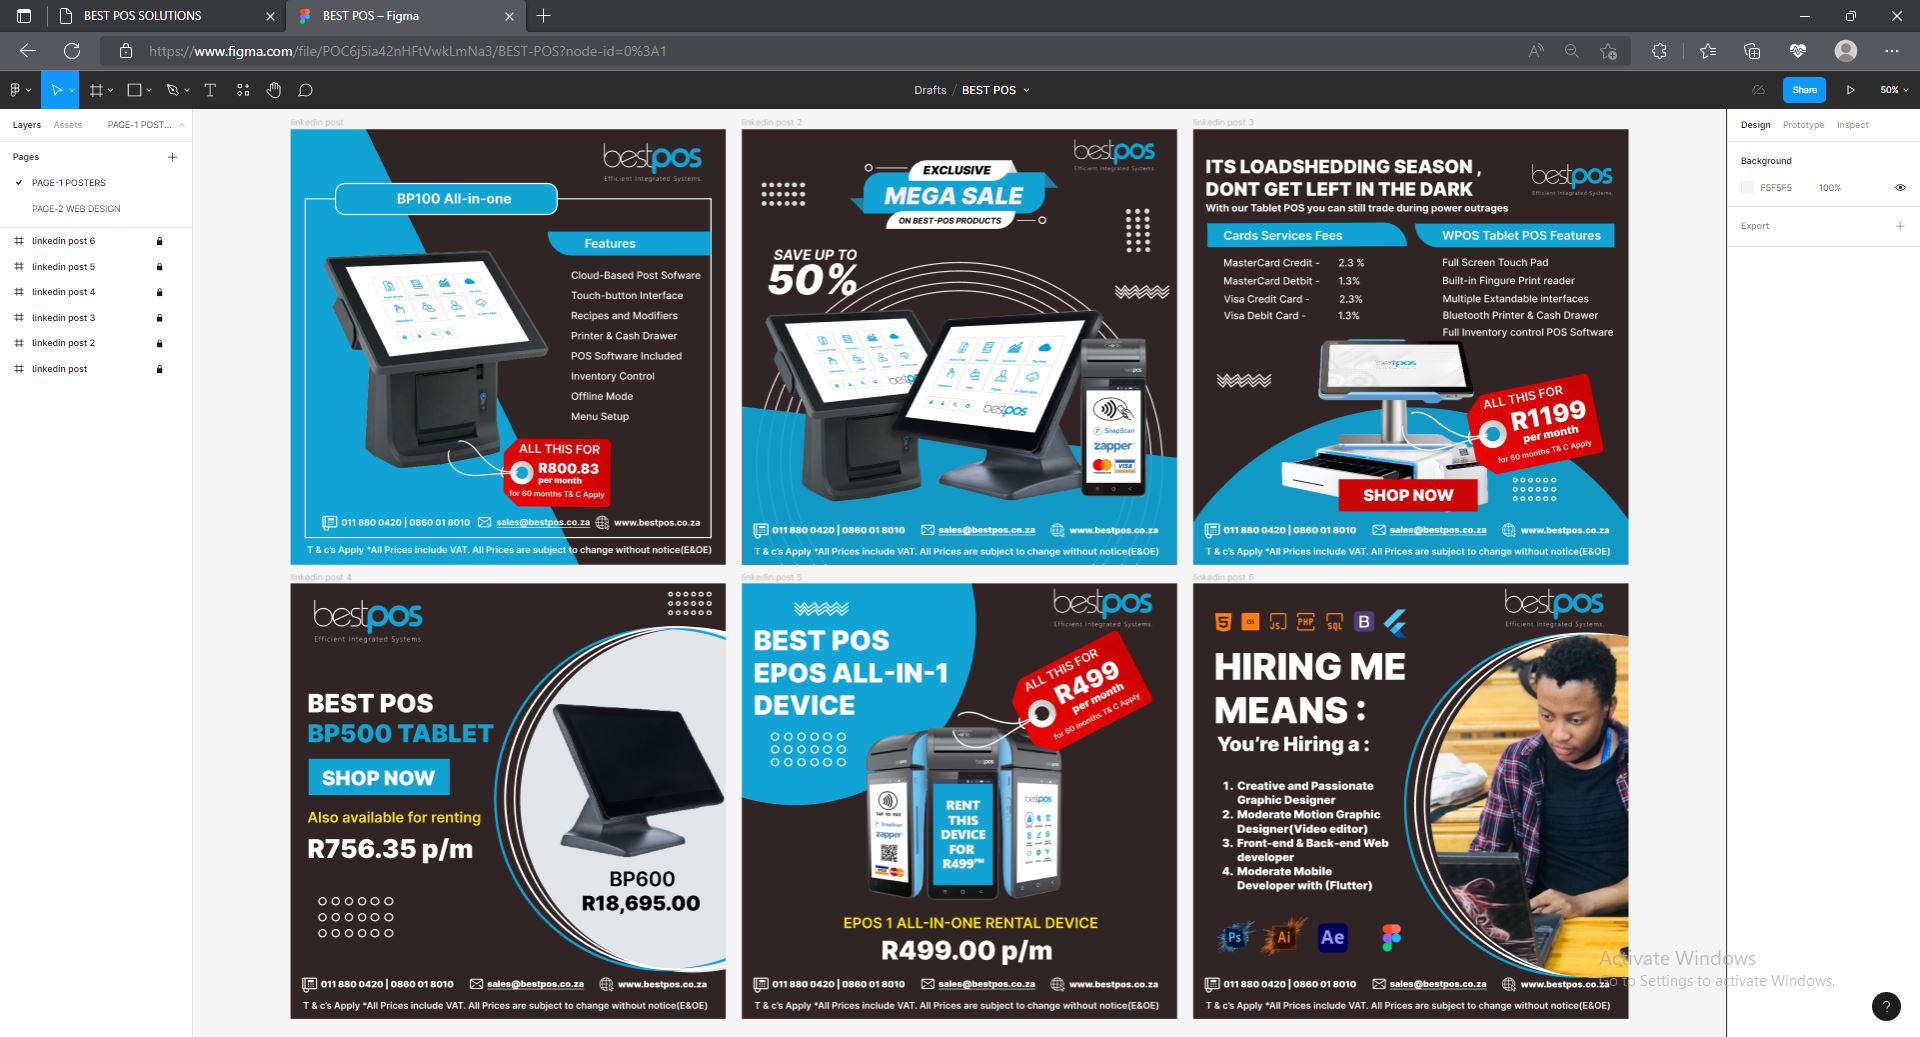 BEST POS SOLUTIONS
BEST POS – Figma
https://www.figma.com/file/POC6j5ia42nHFtVwkLmNa3/BEST-POS?node-id=0%3A1
Drafts / BEST POS
Share
50%
Layers
Assets
PAGE-1 POST...
Pages
PAGE-1 POSTERS
PAGE-2 WEB DESIGN
linkedin post 6
linkedin post 5
linkedin post 4
linkedin post 3
linkedin post 2
linkedin post
linkedin post
bestpos
Efficient Integrated Systems.
BP100 All-in-one
Features
Cloud-Based Post Sofware
Touch-button Interface
Recipes and Modifiers
Printer & Cash Drawer
POS Software Included
Inventory Control
Offline Mode
Menu Setup
ALL THIS FOR
R800.83
per month
for 60 months T& C Apply
011 880 0420 | 0860 01 8010
sales@bestpos.co.za
www.bestpos.co.za
T & c's Apply *All Prices include VAT. All Prices are subject to change without notice(E&OE)
linkedin post 2
bestpos
Efficient Integrated Systems.
EXCLUSIVE
MEGA SALE
ON BEST-POS PRODUCTS
SAVE UP TO
50%
bestpos
bestpos
SnapScan
zapper
VISA
011 880 0420 | 0860 01 8010
sales@bestpos.co.za
www.bestpos.co.za
T & c's Apply *All Prices include VAT. All Prices are subject to change without notice(E&OE)
linkedin post 3
ITS LOADSHEDDING SEASON ,
DONT GET LEFT IN THE DARK
With our Tablet POS you can still trade during power outrages
bestpos
Efficient Integrated Systems.
Cards Services Fees
MasterCard Credit - 2.3 %
MasterCard Detbit - 1.3%
Visa Credit Card - 2.3%
Visa Debit Card - 1.3%
WPOS Tablet POS Features
Full Screen Touch Pad
Built-in Fingure Print reader
Multiple Extandable interfaces
Bluetooth Printer & Cash Drawer
Full Inventory control POS Software
bestpos
ALL THIS FOR
R1199
per month
for 60 months T& C Apply
SHOP NOW
011 880 0420 | 0860 01 8010
sales@bestpos.co.za
www.bestpos.co.za
T & c's Apply *All Prices include VAT. All Prices are subject to change without notice(E&OE)
linkedin post 4
bestpos
Efficient Integrated Systems.
BEST POS
BP500 TABLET
SHOP NOW
Also available for renting
R756.35 p/m
BP600
R18,695.00
011 880 0420 | 0860 01 8010
sales@bestpos.co.za
www.bestpos.co.za
T & c's Apply *All Prices include VAT. All Prices are subject to change without notice(E&OE)
linkedin post 5
bestpos
Efficient Integrated Systems.
BEST POS
EPOS ALL-IN-1
DEVICE
ALL THIS FOR
R499
per month
for 60 months T& C Apply
bestpos
TAP TO PAY
SnapScan
zapper
VISA
RENT
THIS
DEVICE
FOR
R499PM
bestpos
EPOS 1 ALL-IN-ONE RENTAL DEVICE
R499.00 p/m
011 880 0420 | 0860 01 8010
sales@bestpos.co.za
www.bestpos.co.za
T & c's Apply *All Prices include VAT. All Prices are subject to change without notice(E&OE)
linkedin post 6
5
CSS
JS
PHP
SQL
B
bestpos
Efficient Integrated Systems.
HIRING ME
MEANS :
You're Hiring a :
1. Creative and Passionate
Graphic Designer
2. Moderate Motion Graphic
Designer(Video editor)
3. Front-end & Back-end Web
developer
4. Moderate Mobile
Developer with (Flutter)
Ps
Ai
Ae
011 880 0420 | 0860 01 8010
sales@bestpos.co.za
www.bestpos.co.za
T & c's Apply *All Prices include VAT. All Prices are subject to change without notice(E&OE)
Design
Prototype
Inspect
Background
F5F5F5
100%
Export
Activate Windows
Go to Settings to activate Windows.
?